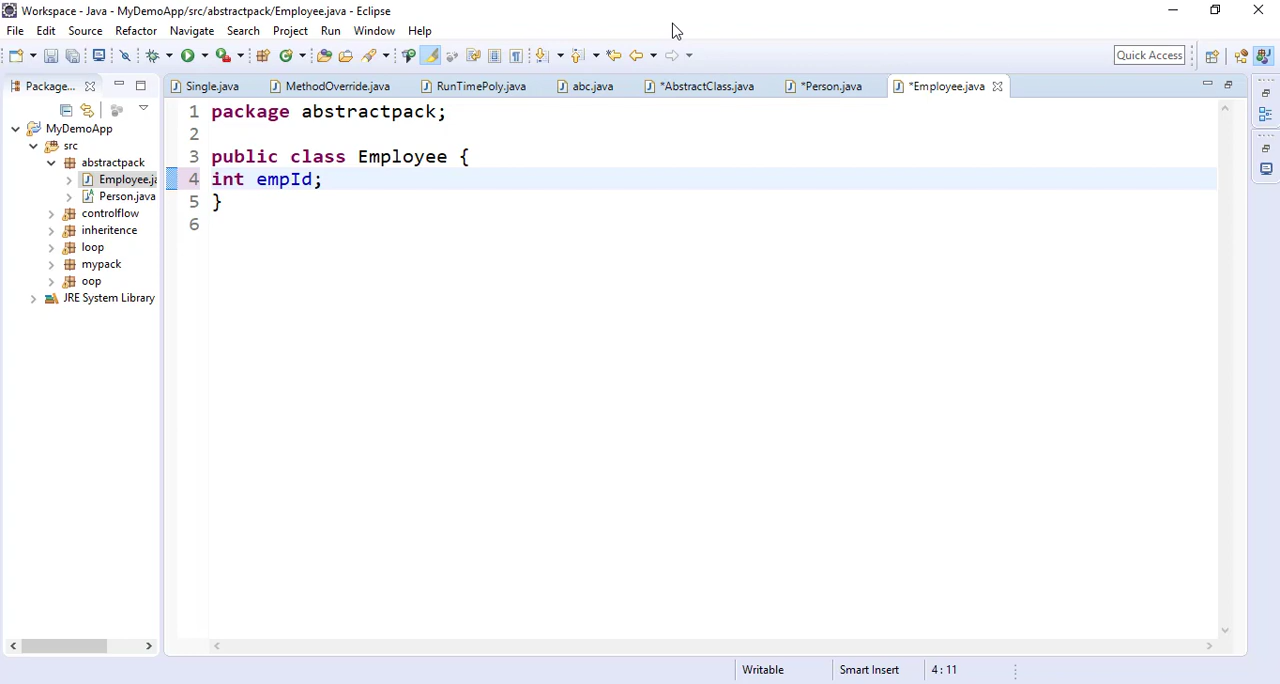 Workspace - Java - MyDemoApp/src/abstractpack/Employee.java - Eclipse
File Edit Source Refactor Navigate Search Project Run Window Help
Quick Access
Package...
Single.java MethodOverride.java RunTimePoly.java abc.java *AbstractClass.java *Person.java *Employee.java
MyDemoApp
src
abstractpack
Employee.ja
Person.java
controlflow
inheritence
loop
mypack
oop
JRE System Library
1 package abstractpack;
2
3 public class Employee {
4 int empId;
5 }
6
Writable Smart Insert 4 : 11